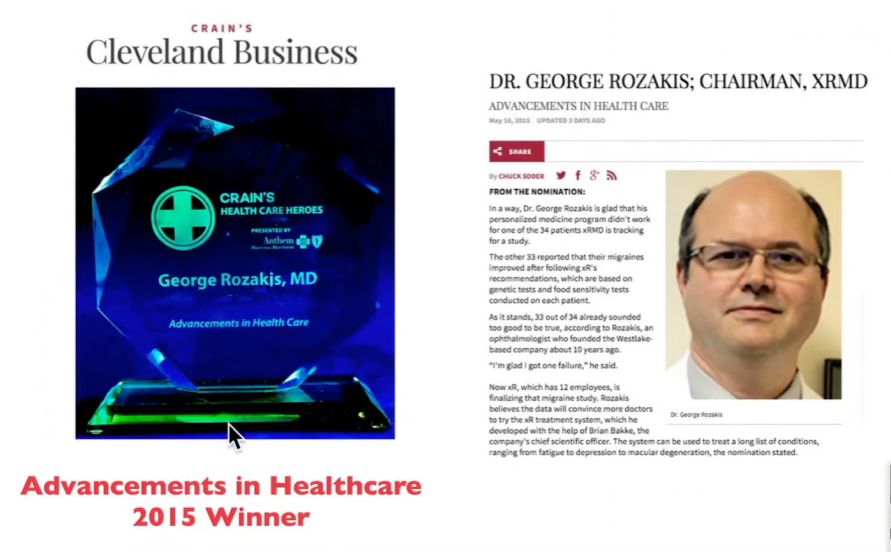 CRAIN'S
Cleveland Business
CRAIN'S
HEALTH CARE HEROES
PRESENTED BY
Anthem
George Rozakis, MD
Advancements in Health Care
Advancements in Healthcare
2015 Winner
DR. GEORGE ROZAKIS; CHAIRMAN, XRMD
ADVANCEMENTS IN HEALTH CARE
May 16, 2015 UPDATED 3 DAYS AGO
SHARE
By CHUCK SODER
FROM THE NOMINATION:
In a way, Dr. George Rozakis is glad that his
personalized medicine program didn't work
for one of the 34 patients xRMD is tracking
for a study.
The other 33 reported that their migraines
improved after following xR's
recommendations, which are based on
genetic tests and food sensitivity tests
conducted on each patient.
As it stands, 33 out of 34 already sounded
too good to be true, according to Rozakis, an
ophthalmologist who founded the Westlake-
based company about 10 years ago.
"I'm glad I got one failure," he said.
Now xR, which has 12 employees, is
finalizing that migraine study. Rozakis
believes the data will convince more doctors
to try the xR treatment system, which he
developed with the help of Brian Bakke, the
company's chief scientific officer. The system can be used to treat a long list of conditions,
ranging from fatigue to depression to macular degeneration, the nomination stated.
Dr. George Rozakis